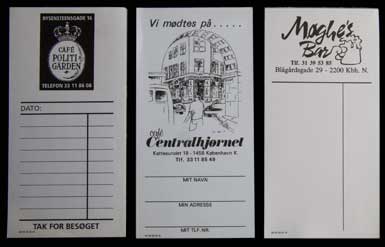 NYBYSENSTEENSGADE 16
CAFÉ
POLITI
GÅRDEN
TELEFON 33 11 86 08
DATO:
TAK FOR BESØGET
Vi mødtes på.....
café
Centralhjørnet
Kattesundet 18 - 1458 København K.
Tlf. 33 11 85 49
MIT NAVN
MIN ADRESSE
MIT TLF. NR.
Moghe's
Bar
Tlf. 31 39 53 85
Blågårdsgade 29 - 2200 Kbh. N.